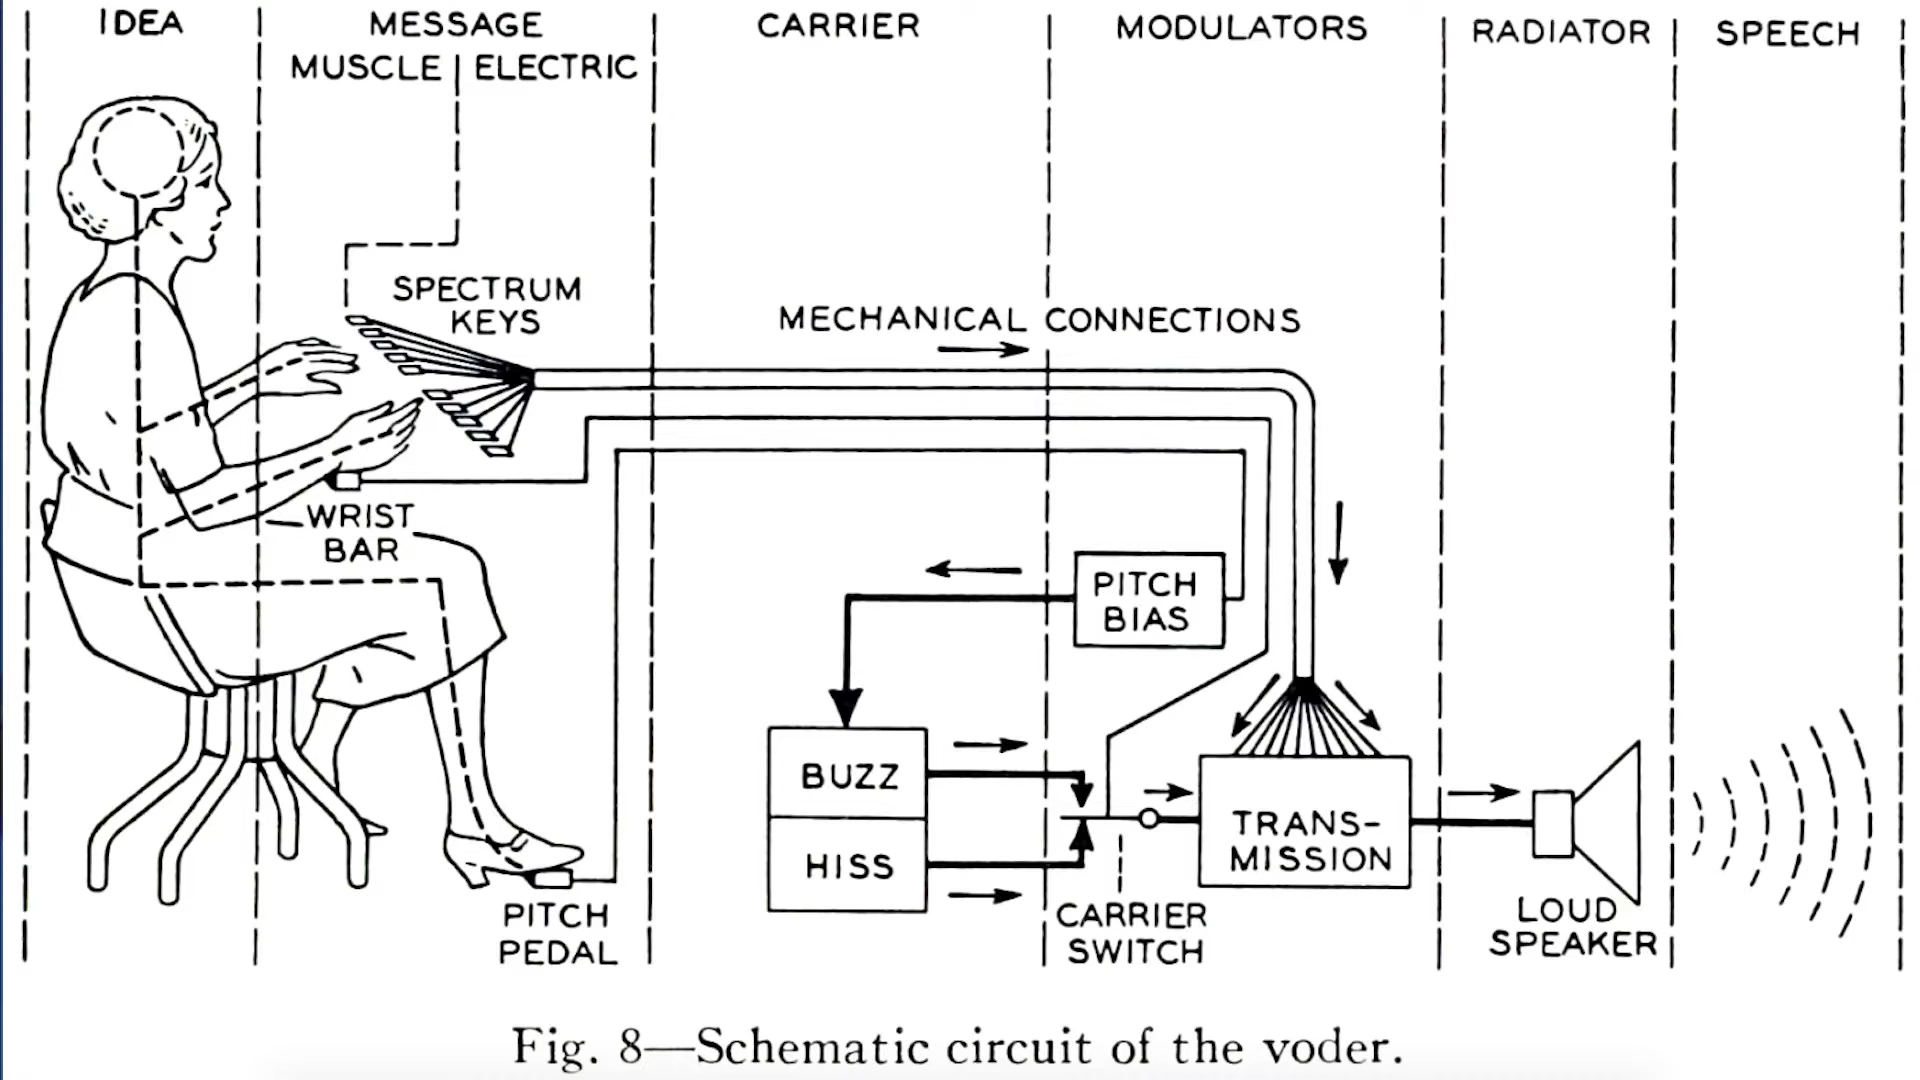 IDEA
MESSAGE
MUSCLE
ELECTRIC
CARRIER
MODULATORS
RADIATOR
SPEECH
SPECTRUM
KEYS
MECHANICAL CONNECTIONS
WRIST
BAR
PITCH
BIAS
BUZZ
HISS
TRANS-
MISSION
CARRIER
SWITCH
LOUD
SPEAKER
PITCH
PEDAL
Fig. 8—Schematic circuit of the voder.